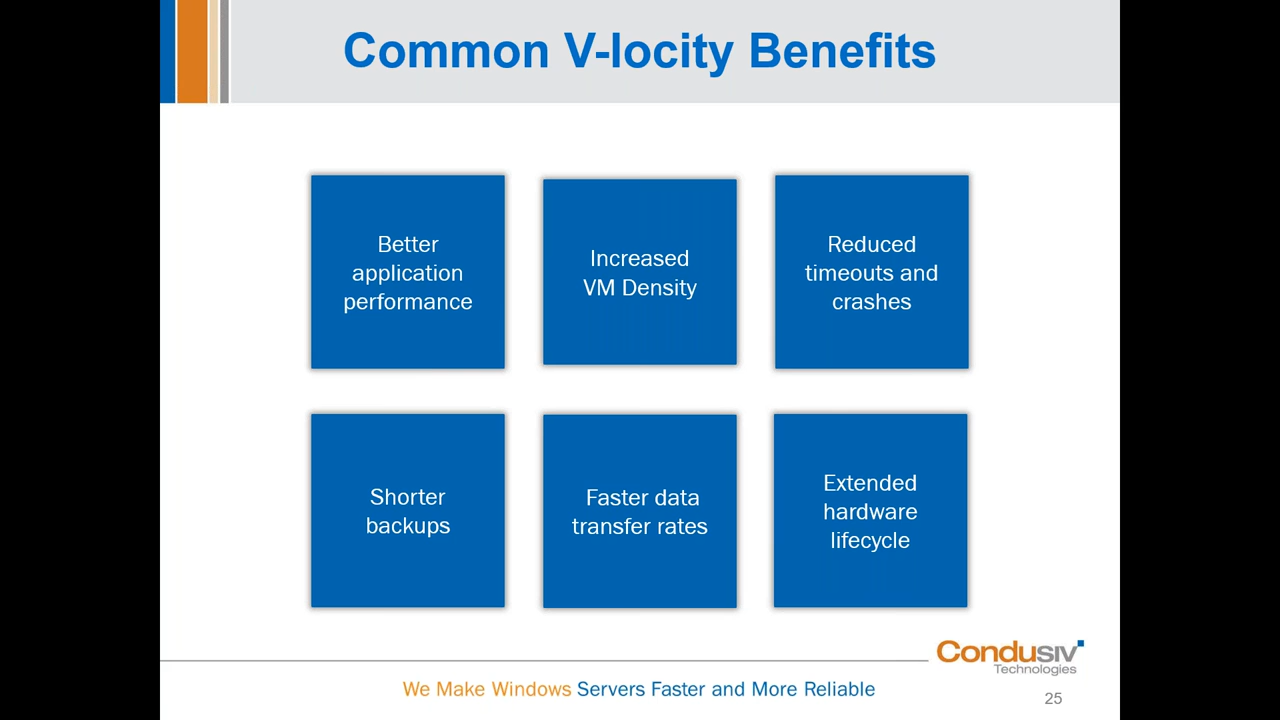 Common V-locity Benefits
Better
application
performance
Increased
VM Density
Reduced
timeouts and
crashes
Shorter
backups
Faster data
transfer rates
Extended
hardware
lifecycle
Condusiv
Technologies
We Make Windows Servers Faster and More Reliable
25